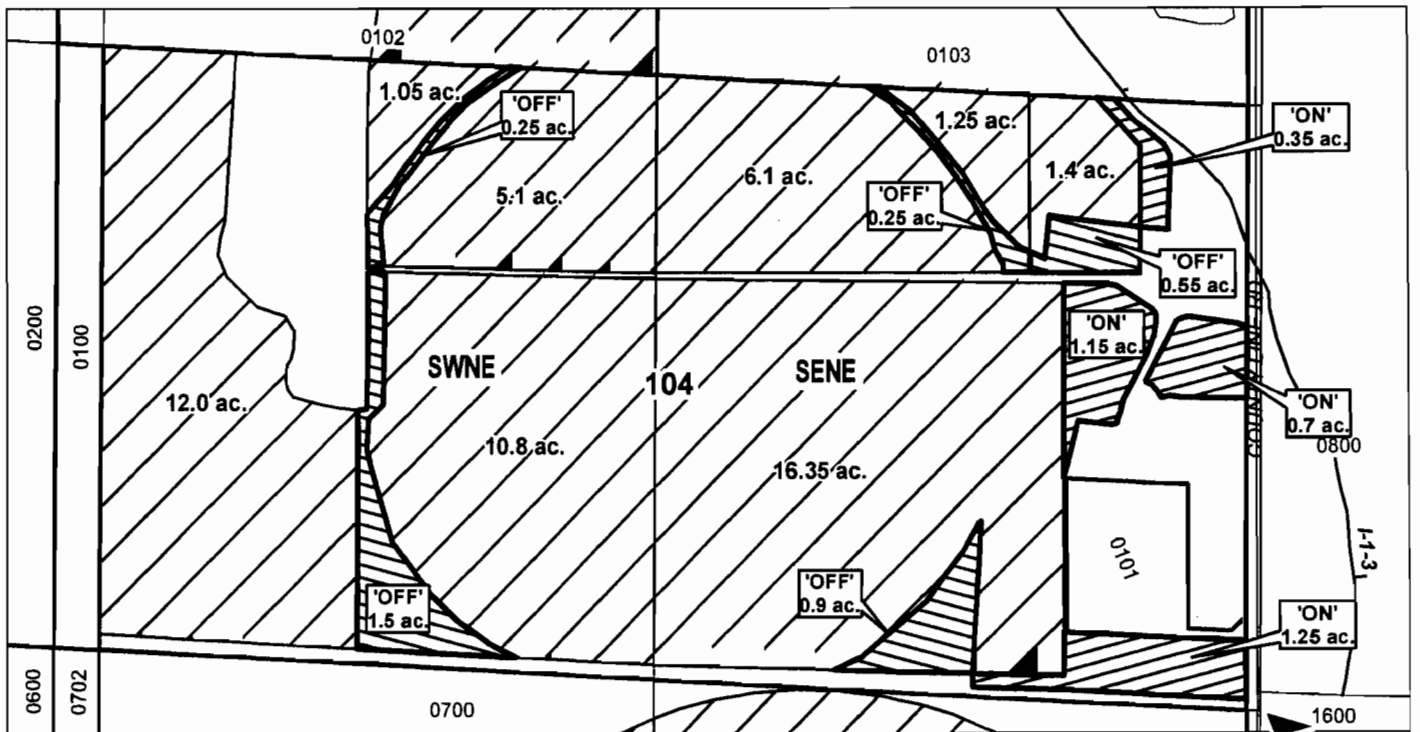 0102
0103
1.05 ac.
'OFF'
0.25 ac.
1.25 ac.
'ON'
0.35 ac.
5.1 ac.
6.1 ac.
1.4 ac.
'OFF'
0.25 ac.
'OFF'
0.55 ac.
0200
0100
SWNE
104
SENE
'ON'
1.15 ac.
12.0 ac.
'ON'
0.7 ac.
10.8 ac.
16.35 ac.
0800
0101
I-1-3
'OFF'
1.5 ac.
'OFF'
0.9 ac.
'ON'
1.25 ac.
0600
0702
0700
1600